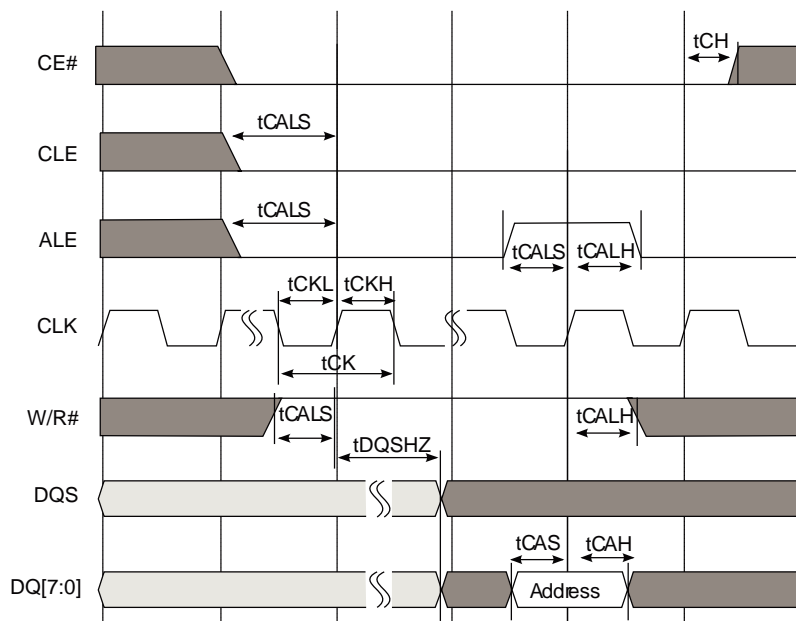 tCH
CE#
tCALS
CLE
tCALS
ALE
tCALS tCALH
tCKL tCKH
CLK
tCK
W/R# tCALS tCALH
tDQSHZ
DQS
tCAS tCAH
DQ[7:0] Address